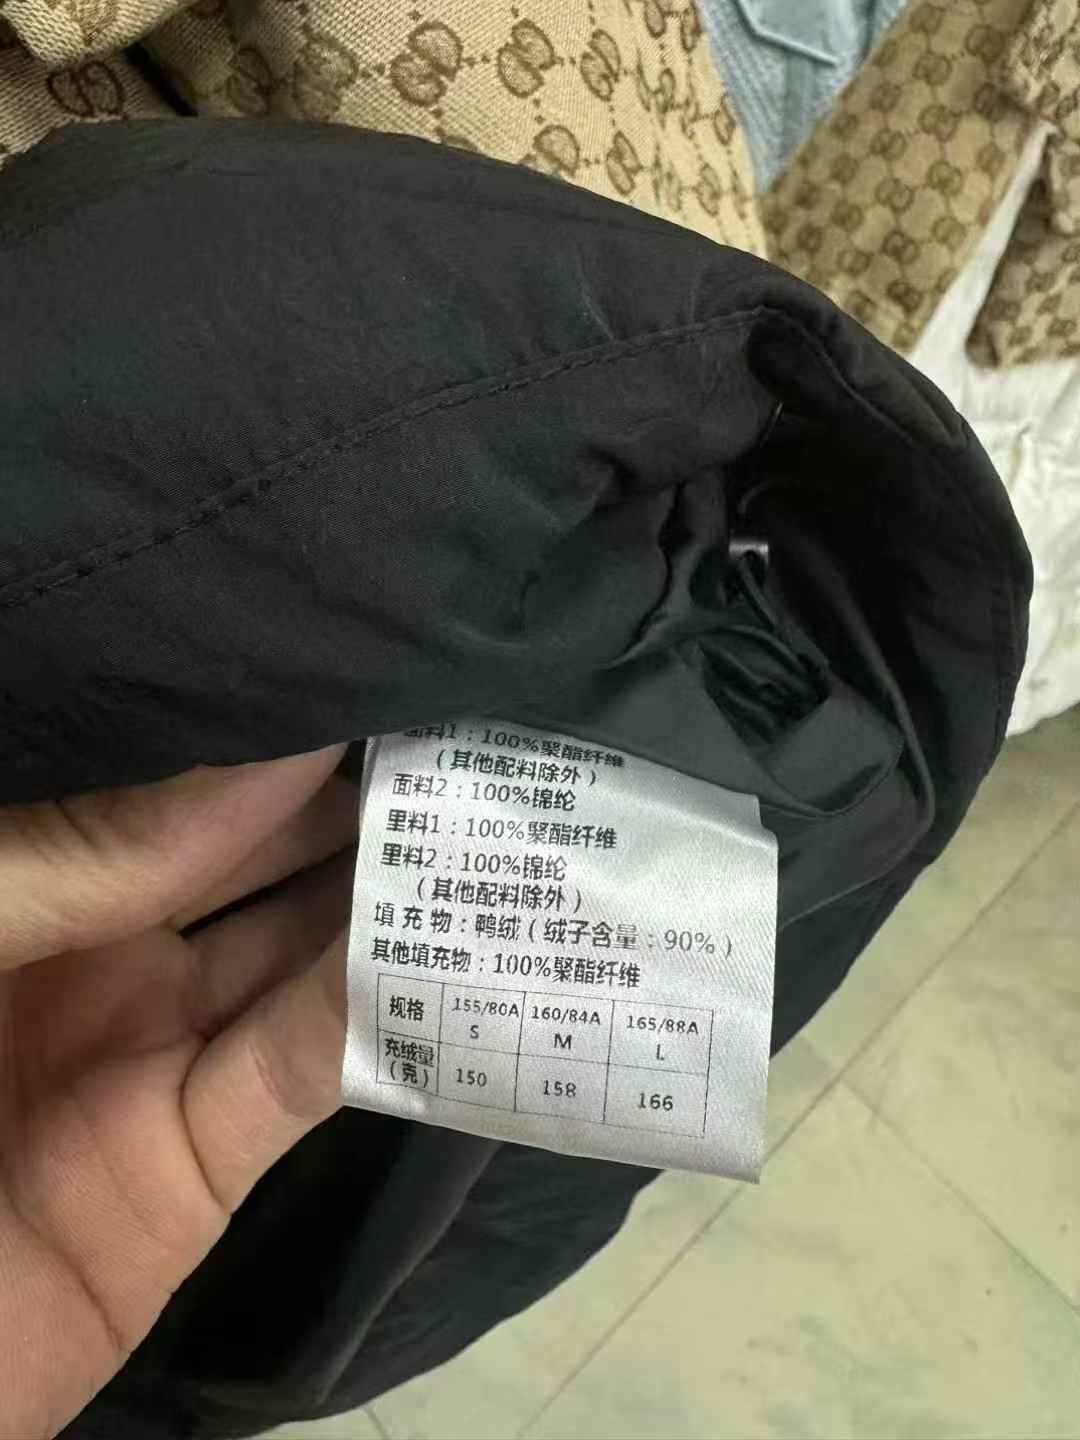 面料1：100%聚酯纤维
（其他配料除外）
面料2：100%锦纶
里料1：100%聚酯纤维
里料2：100%锦纶
（其他配料除外）
填 充 物：鸭绒（绒子含量：90%）
其他填充物：100%聚酯纤维
规格 155/80A S 160/84A M 165/88A L
充绒量（克） 150 158 166